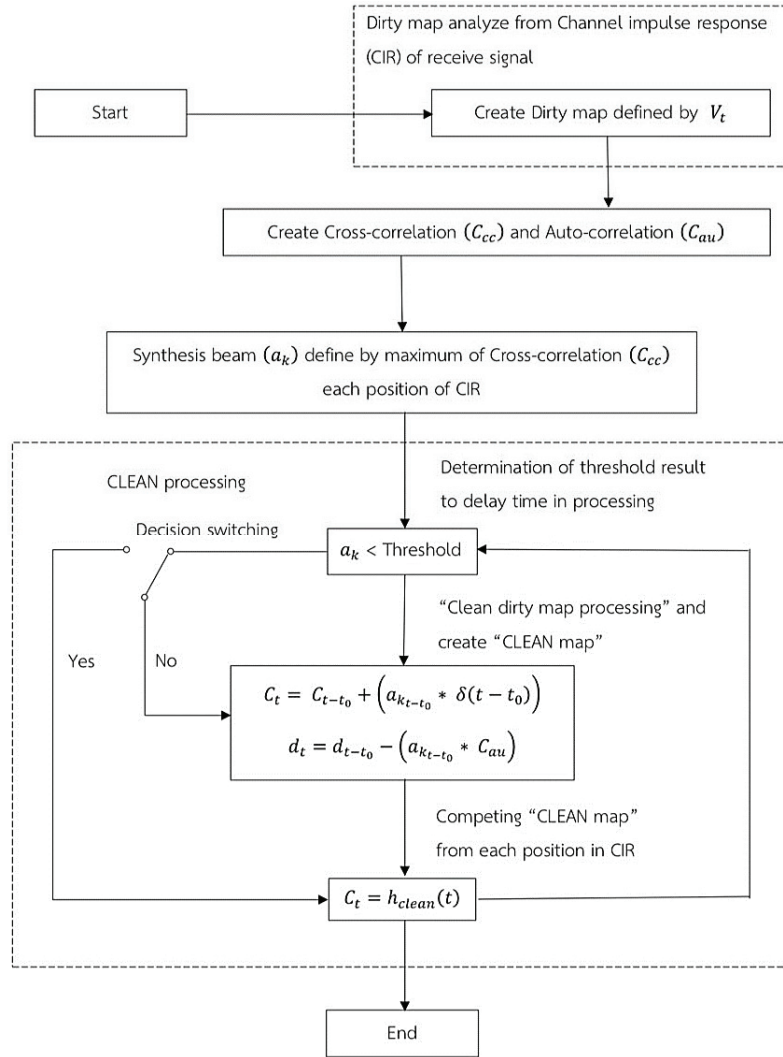 Dirty map analyze from Channel impulse response
(CIR) of receive signal
Start
Create Dirty map defined by V_t
Create Cross-correlation (C_cc) and Auto-correlation (C_au)
Synthesis beam (a_k) define by maximum of Cross-correlation (C_cc)
each position of CIR
CLEAN processing
Determination of threshold result
to delay time in processing
Decision switching
a_k < Threshold
"Clean dirty map processing" and
create "CLEAN map"
Yes
No
C_t = C_{t-t_0} + (a_{k_{t-t_0}} * δ(t − t_0))
d_t = d_{t-t_0} − (a_{k_{t-t_0}} * C_au)
Competing "CLEAN map"
from each position in CIR
C_t = h_clean(t)
End